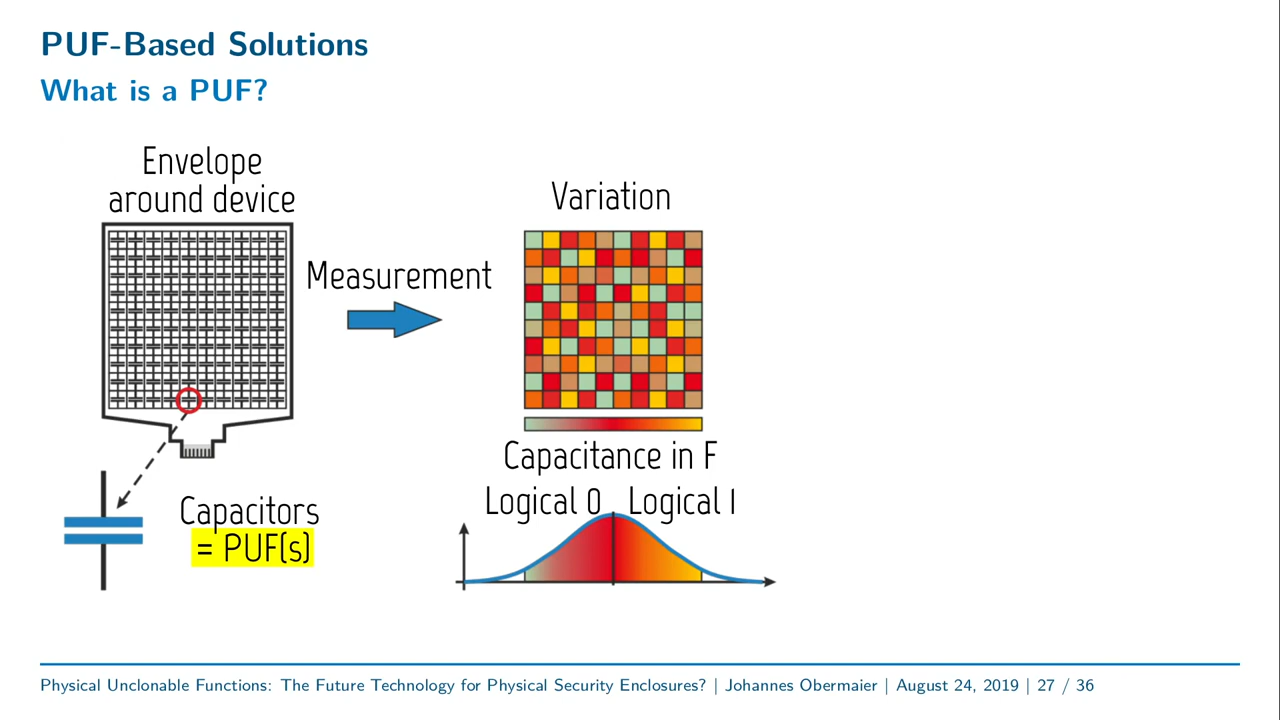 PUF-Based Solutions
What is a PUF?
Envelope
around device
Measurement
Variation
Capacitance in F
Logical 0 Logical 1
Capacitors
= PUF(s)
Physical Unclonable Functions: The Future Technology for Physical Security Enclosures? | Johannes Obermaier | August 24, 2019 | 27 / 36